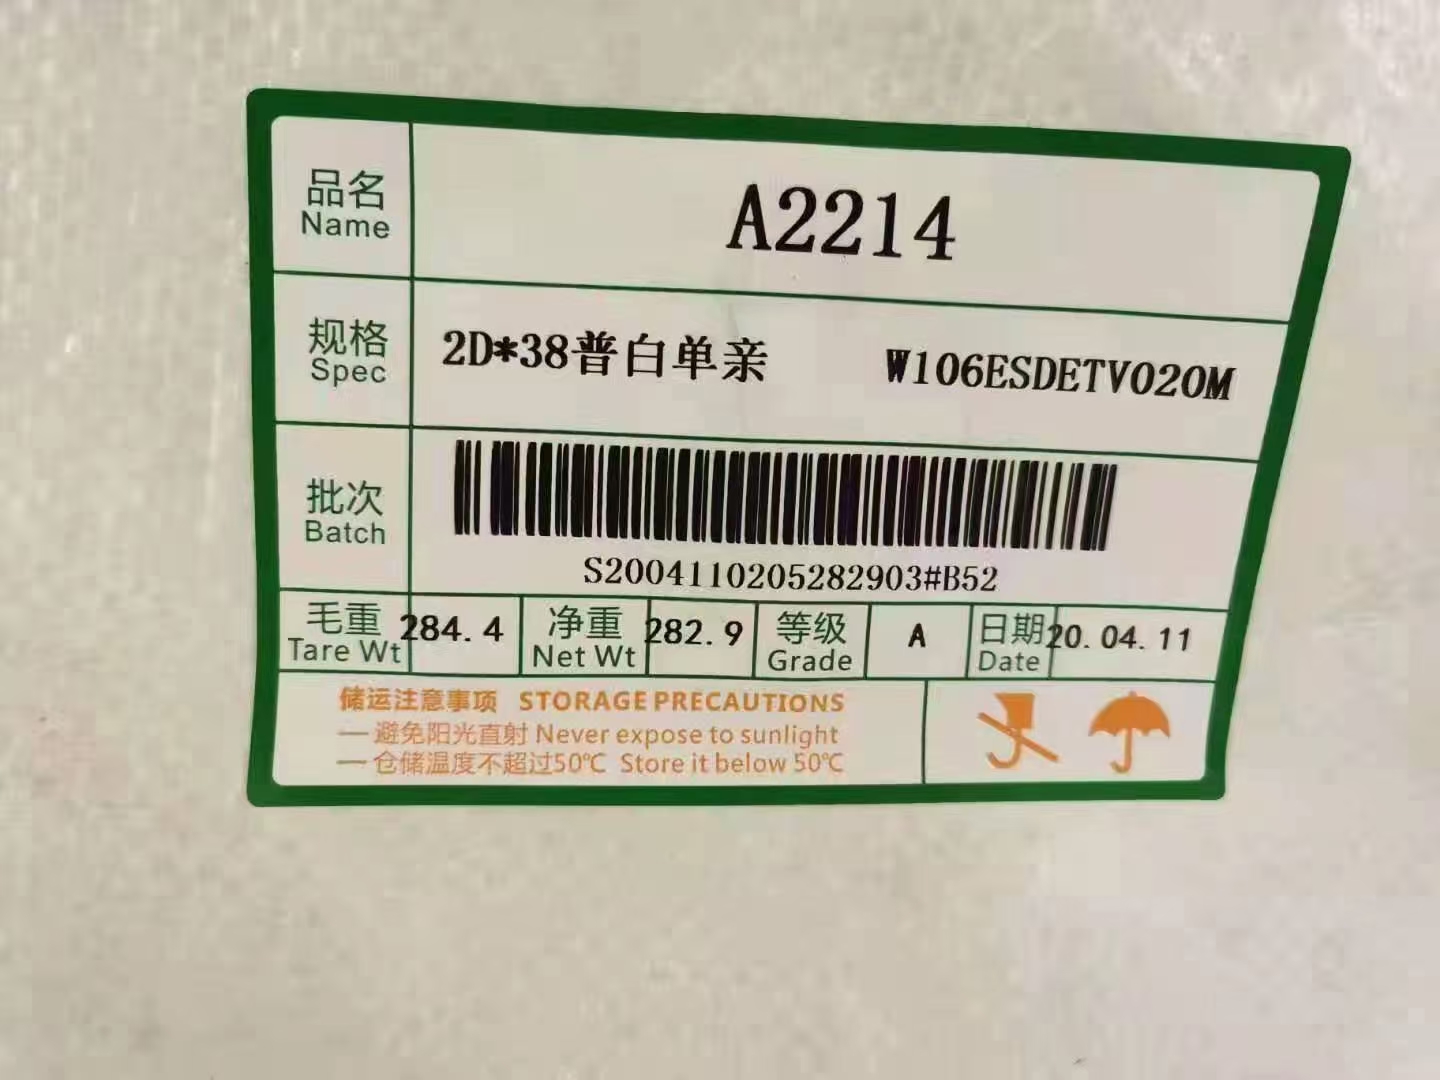 品名
Name
A2214
规格
Spec
2D*38普白单亲 W106ESDETV020M
批次
Batch
S2004110205282903#B52
毛重 284.4 净重 282.9 等级 A 日期 20.04.11
Tare Wt Net Wt Grade Date
储运注意事项 STORAGE PRECAUTIONS
—避免阳光直射 Never expose to sunlight
—仓储温度不超过50℃ Store it below 50℃